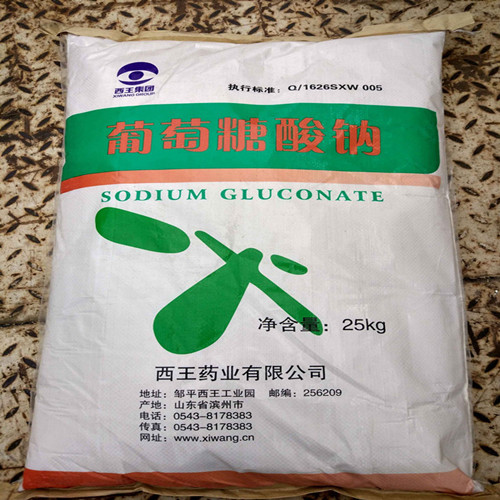 西王集团
XIWANG GROUP
执行标准：Q/1626SXW 005
葡萄糖酸钠
SODIUM GLUCONATE
净含量：25kg
西王药业有限公司
地址：邹平西王工业园 邮编：256209
产地：山东省滨州市
电话：0543-8178383
传真：0543-8178383
网址：www.xiwang.cn